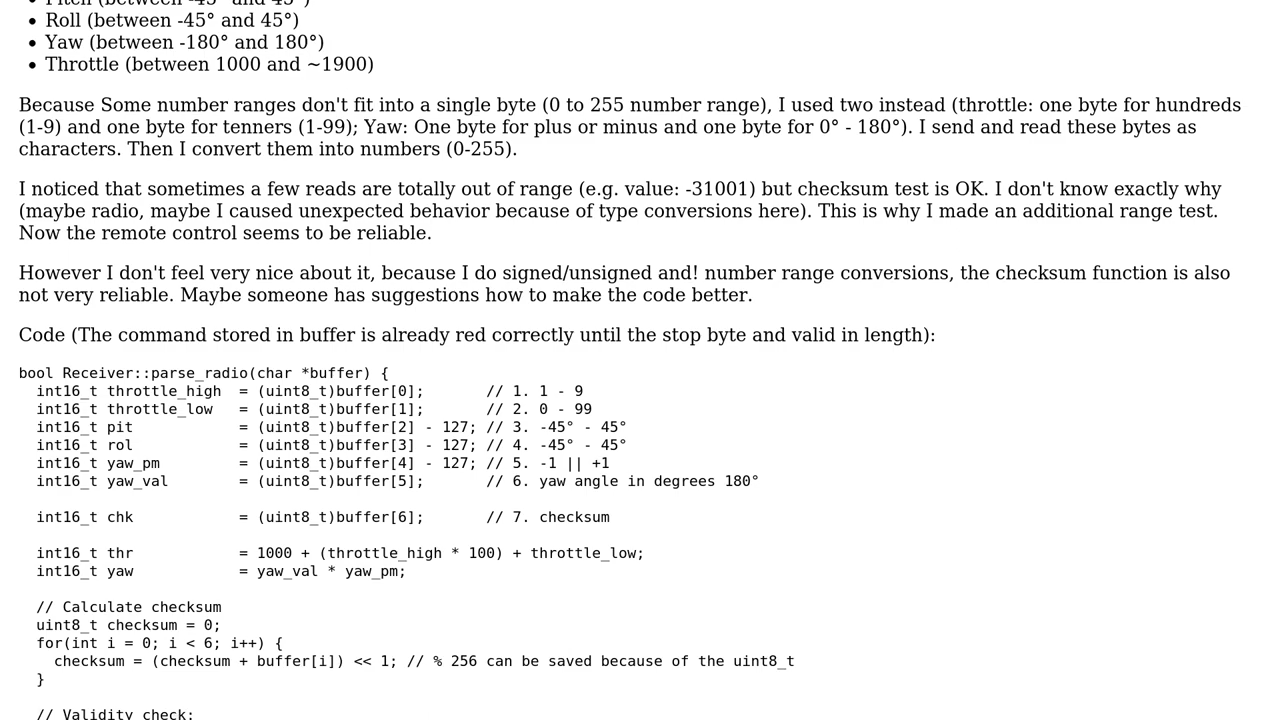 • Pitch (between -45° and 45°)
• Roll (between -45° and 45°)
• Yaw (between -180° and 180°)
• Throttle (between 1000 and ~1900)
Because Some number ranges don't fit into a single byte (0 to 255 number range), I used two instead (throttle: one byte for hundreds
(1-9) and one byte for tenners (1-99); Yaw: One byte for plus or minus and one byte for 0° - 180°). I send and read these bytes as
characters. Then I convert them into numbers (0-255).
I noticed that sometimes a few reads are totally out of range (e.g. value: -31001) but checksum test is OK. I don't know exactly why
(maybe radio, maybe I caused unexpected behavior because of type conversions here). This is why I made an additional range test.
Now the remote control seems to be reliable.
However I don't feel very nice about it, because I do signed/unsigned and! number range conversions, the checksum function is also
not very reliable. Maybe someone has suggestions how to make the code better.
Code (The command stored in buffer is already red correctly until the stop byte and valid in length):
bool Receiver::parse_radio(char *buffer) {
  int16_t throttle_high  = (uint8_t)buffer[0];       // 1. 1 - 9
  int16_t throttle_low   = (uint8_t)buffer[1];       // 2. 0 - 99
  int16_t pit            = (uint8_t)buffer[2] - 127; // 3. -45° - 45°
  int16_t rol            = (uint8_t)buffer[3] - 127; // 4. -45° - 45°
  int16_t yaw_pm         = (uint8_t)buffer[4] - 127; // 5. -1 || +1
  int16_t yaw_val        = (uint8_t)buffer[5];       // 6. yaw angle in degrees 180°
  int16_t chk            = (uint8_t)buffer[6];       // 7. checksum
  int16_t thr            = 1000 + (throttle_high * 100) + throttle_low;
  int16_t yaw            = yaw_val * yaw_pm;
  // Calculate checksum
  uint8_t checksum = 0;
  for(int i = 0; i < 6; i++) {
    checksum = (checksum + buffer[i]) << 1; // % 256 can be saved because of the uint8_t
  }
  // Validity check: